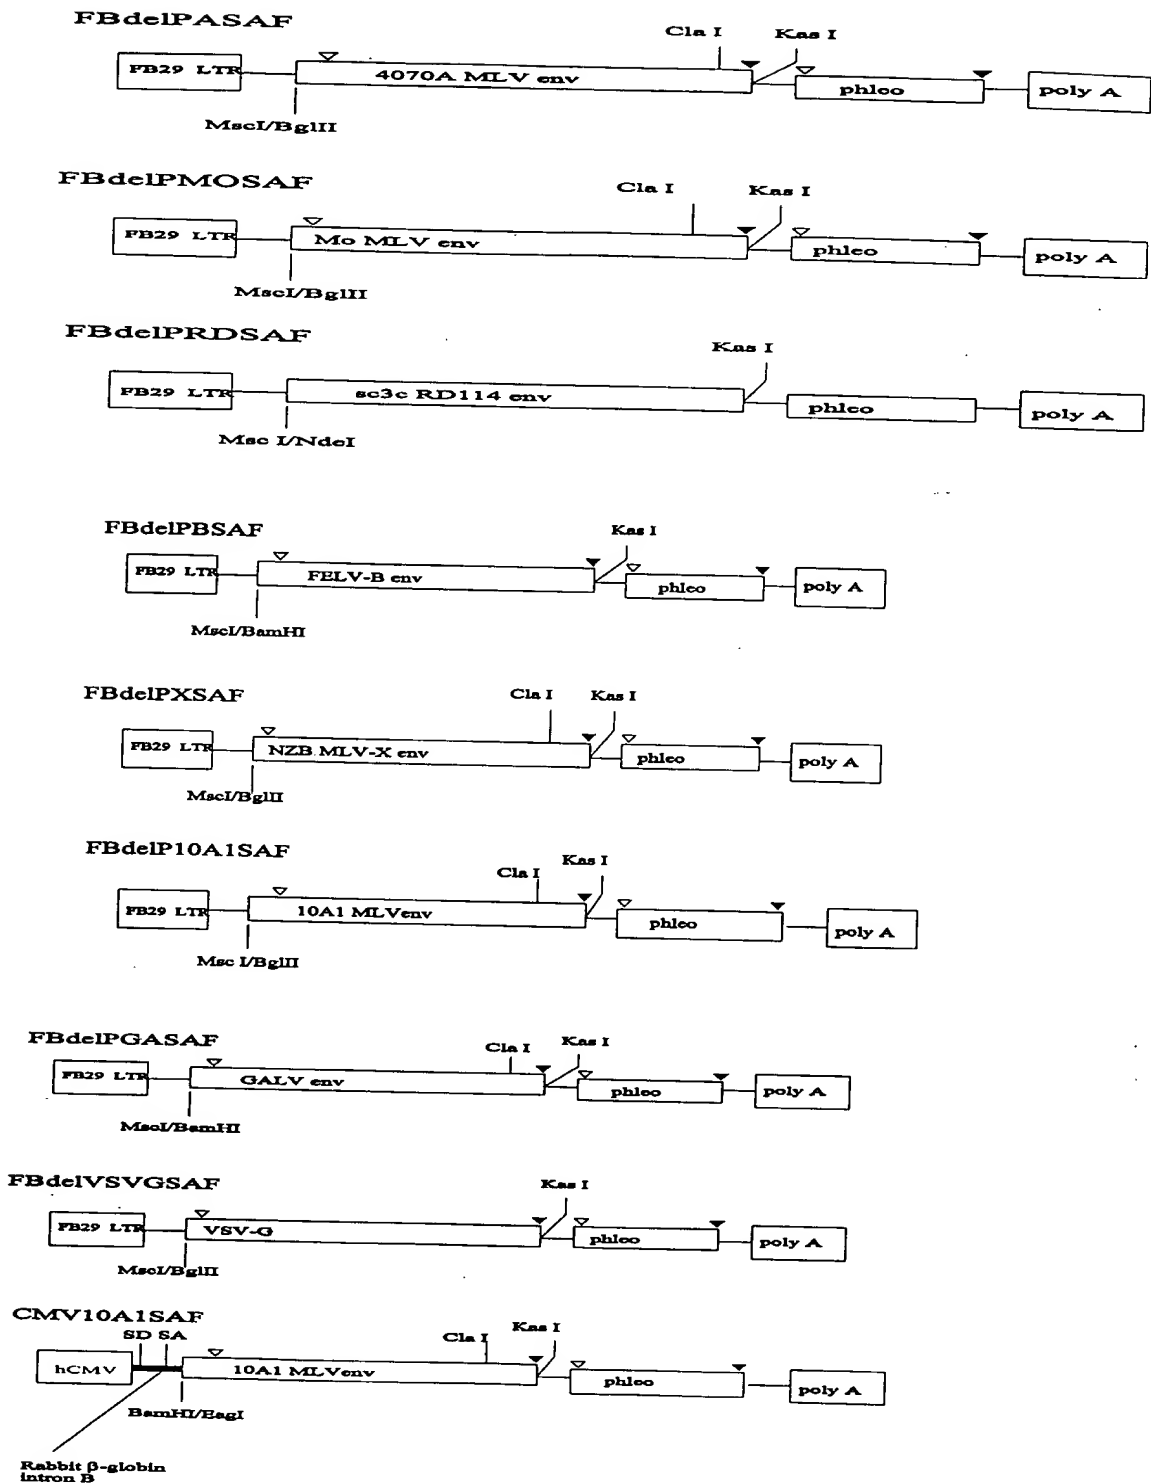 FBdelPASAF
Cla I
Kas I
FB29 LTR
4070A MLV env
phleo
poly A
MscI/BglII
FBdelPMOSAF
Cla I
Kas I
FB29 LTR
Mo MLV env
phleo
poly A
MscI/BglII
FBdelPRDSAF
Kas I
FB29 LTR
sc3c RD114 env
phleo
poly A
Msc I/NdeI
FBdelPBSAF
Kas I
FB29 LTR
FELV-B env
phleo
poly A
MscI/BamHI
FBdelPXSAF
Cla I
Kas I
FB29 LTR
NZB MLV-X env
phleo
poly A
MscI/BglII
FBdelP10A1SAF
Cla I
Kas I
FB29 LTR
10A1 MLVenv
phleo
poly A
Msc I/BglII
FBdelPGASAF
Cla I
Kas I
FB29 LTR
GALV env
phleo
poly A
MscI/BamHI
FBdelVSVGSAF
Kas I
FB29 LTR
VSV-G
phleo
poly A
MscI/BglII
CMV10A1SAF
SD SA
Cla I
Kas I
hCMV
10A1 MLVenv
phleo
poly A
BamHI/EagI
Rabbit β-globin
intron B